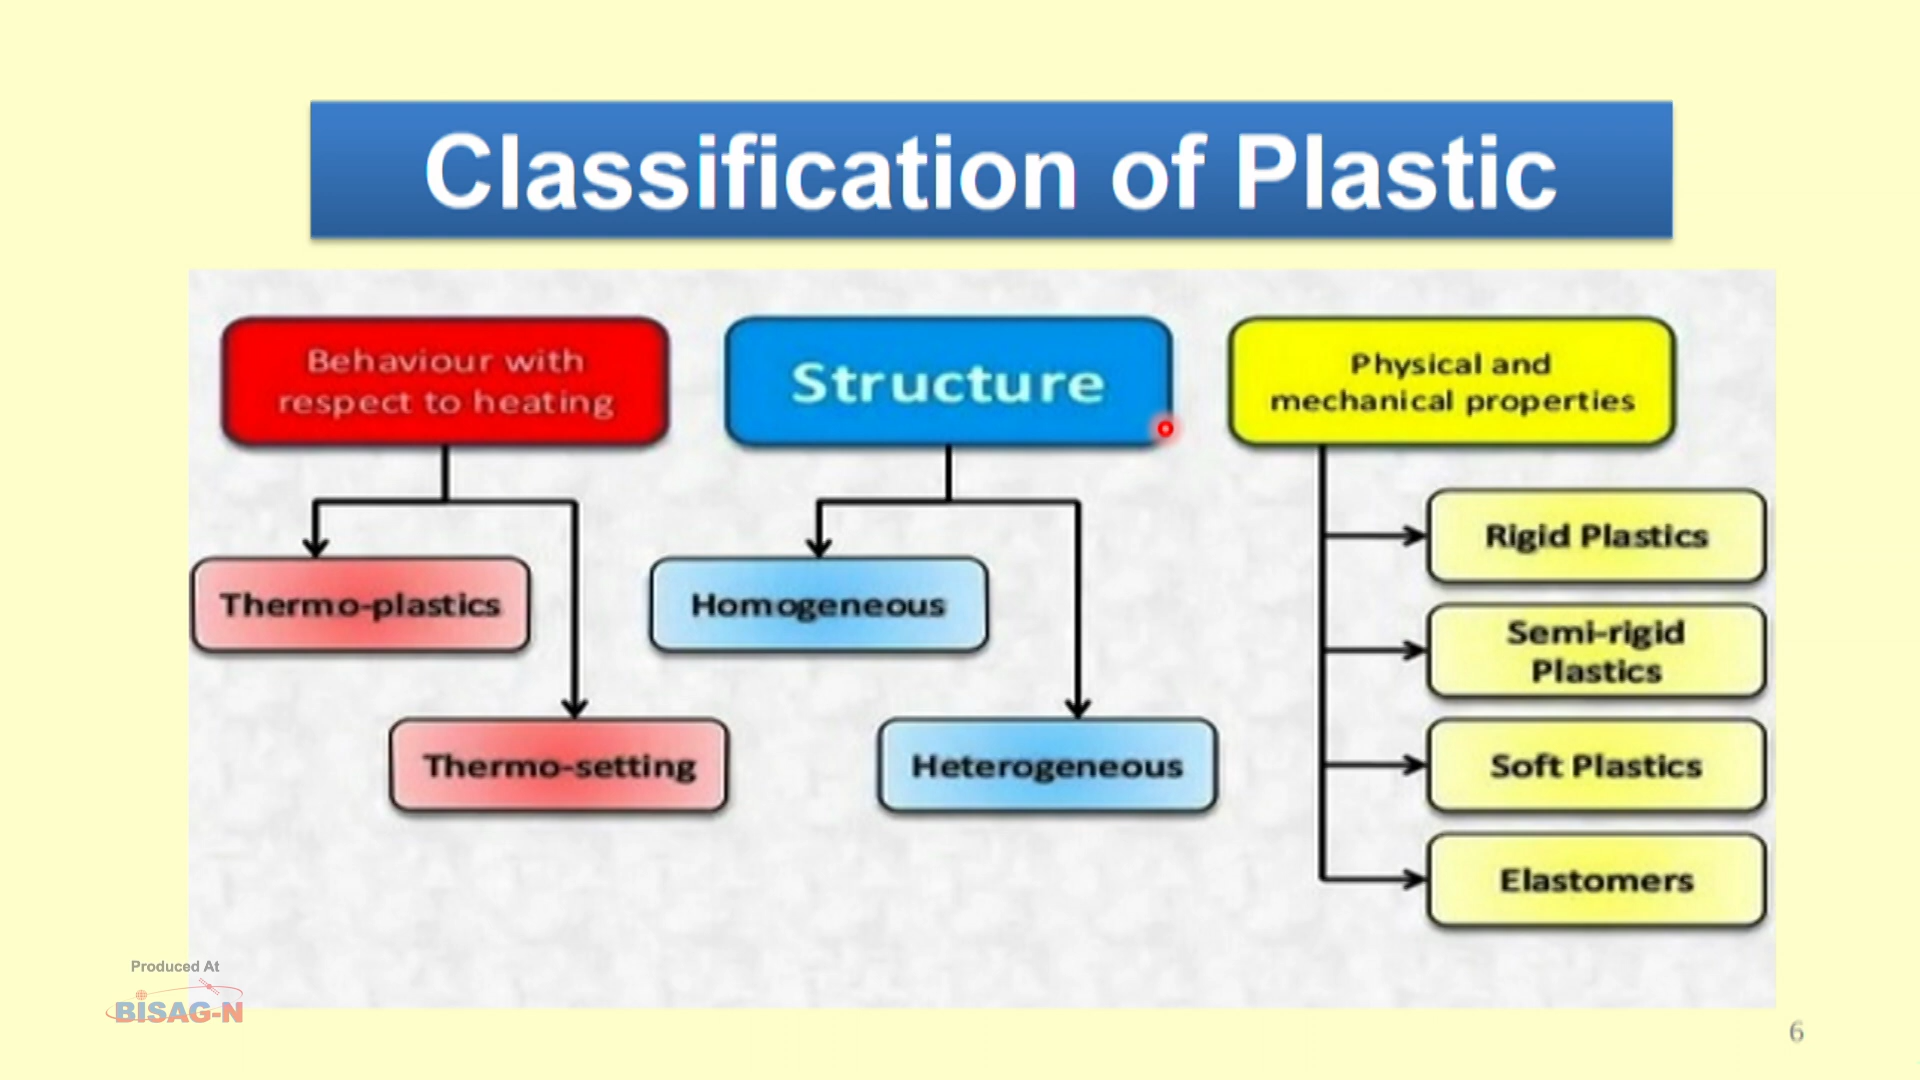 Classification of Plastic
Behaviour with
respect to heating
Structure
Physical and
mechanical properties
Thermo-plastics
Thermo-setting
Homogeneous
Heterogeneous
Rigid Plastics
Semi-rigid
Plastics
Soft Plastics
Elastomers
Produced At
BISAG-N
6